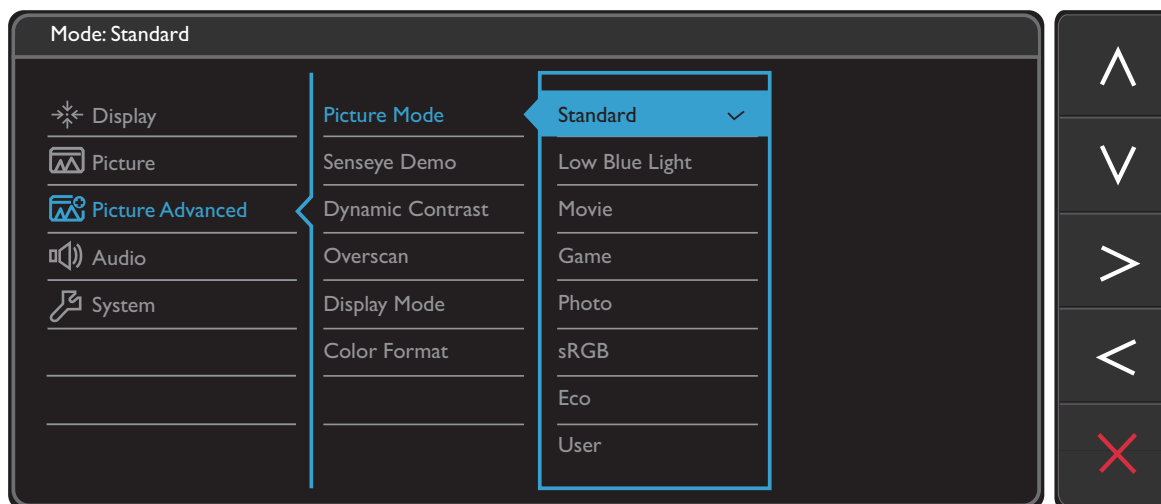 Mode: Standard
Display
Picture
Picture Advanced
Audio
System
Picture Mode
Senseye Demo
Dynamic Contrast
Overscan
Display Mode
Color Format
Standard
Low Blue Light
Movie
Game
Photo
sRGB
Eco
User